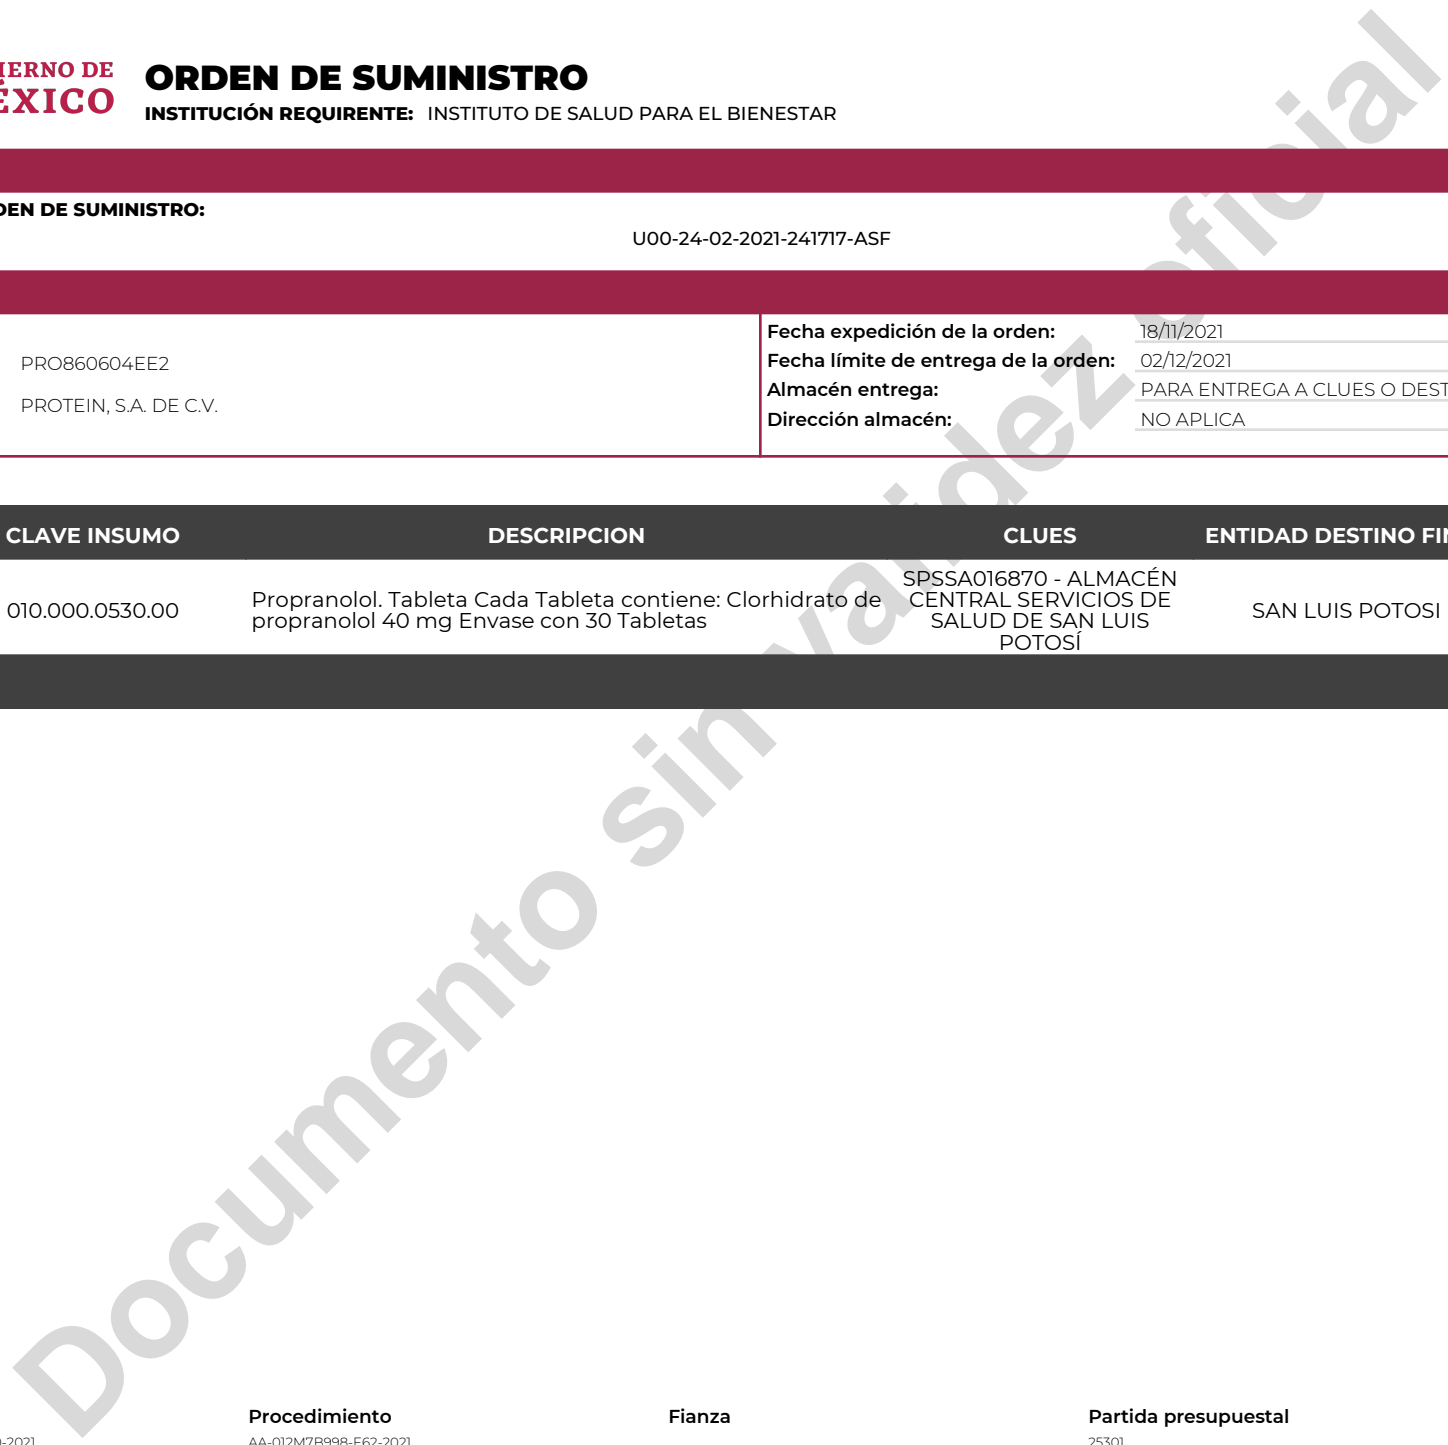 IERNO DE
ÉXICO
ORDEN DE SUMINISTRO
INSTITUCIÓN REQUIRENTE: INSTITUTO DE SALUD PARA EL BIENESTAR
DEN DE SUMINISTRO:
U00-24-02-2021-241717-ASF
PRO860604EE2
PROTEIN, S.A. DE C.V.
Fecha expedición de la orden: 18/11/2021
Fecha límite de entrega de la orden: 02/12/2021
Almacén entrega: PARA ENTREGA A CLUES O DEST
Dirección almacén: NO APLICA
CLAVE INSUMO DESCRIPCION CLUES ENTIDAD DESTINO FIN
010.000.0530.00
Propranolol. Tableta Cada Tableta contiene: Clorhidrato de
propranolol 40 mg Envase con 30 Tabletas
SPSSA016870 - ALMACÉN
CENTRAL SERVICIOS DE
SALUD DE SAN LUIS
POTOSÍ
SAN LUIS POTOSI
Documento sin validez oficial
Procedimiento Fianza Partida presupuestal
-2021 AA-012M7B998-E62-2021 25301